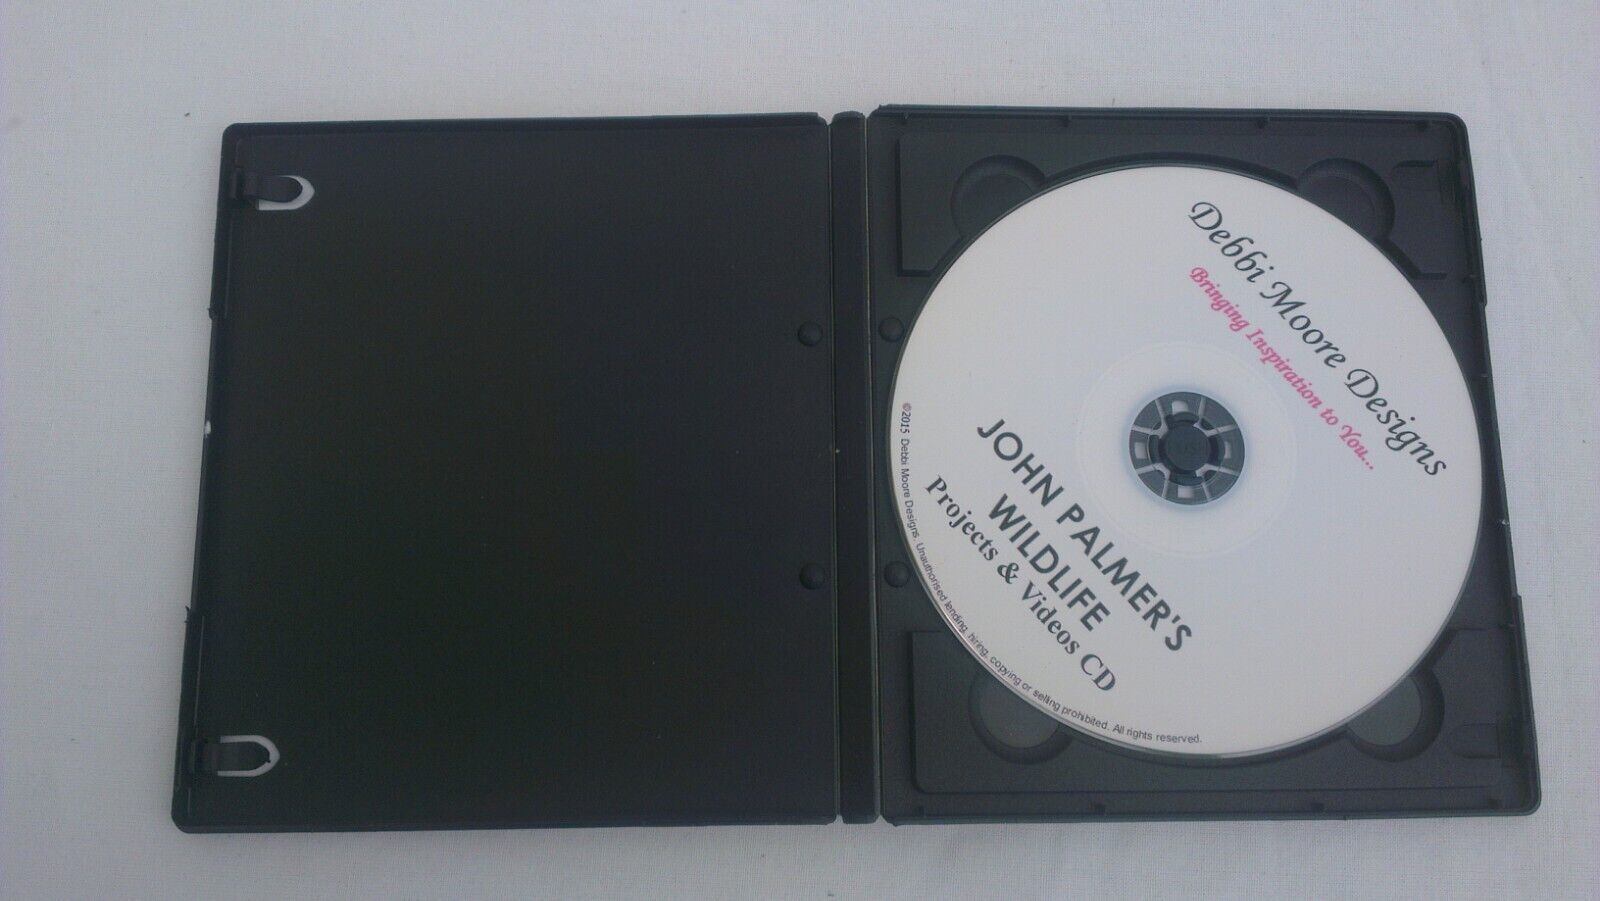 Debbi Moore Designs
Bringing Inspiration to You...
JOHN PALMER'S
WILDLIFE
Projects & Videos CD
©2015 Debbi Moore Designs. Unauthorised lending, hiring, copying or selling prohibited. All rights reserved.